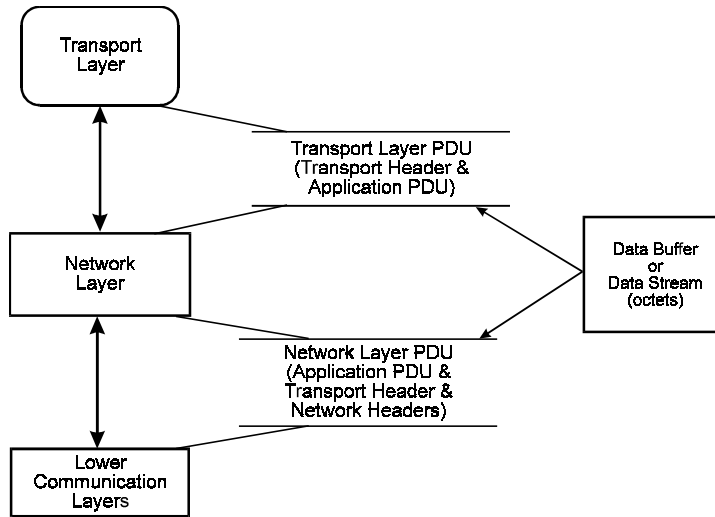 Transport
Layer
Transport Layer PDU
(Transport Header &
Application PDU)
Network
Layer
Data Buffer
or
Data Stream
(octets)
Network Layer PDU
(Application PDU &
Transport Header &
Network Headers)
Lower
Communication
Layers